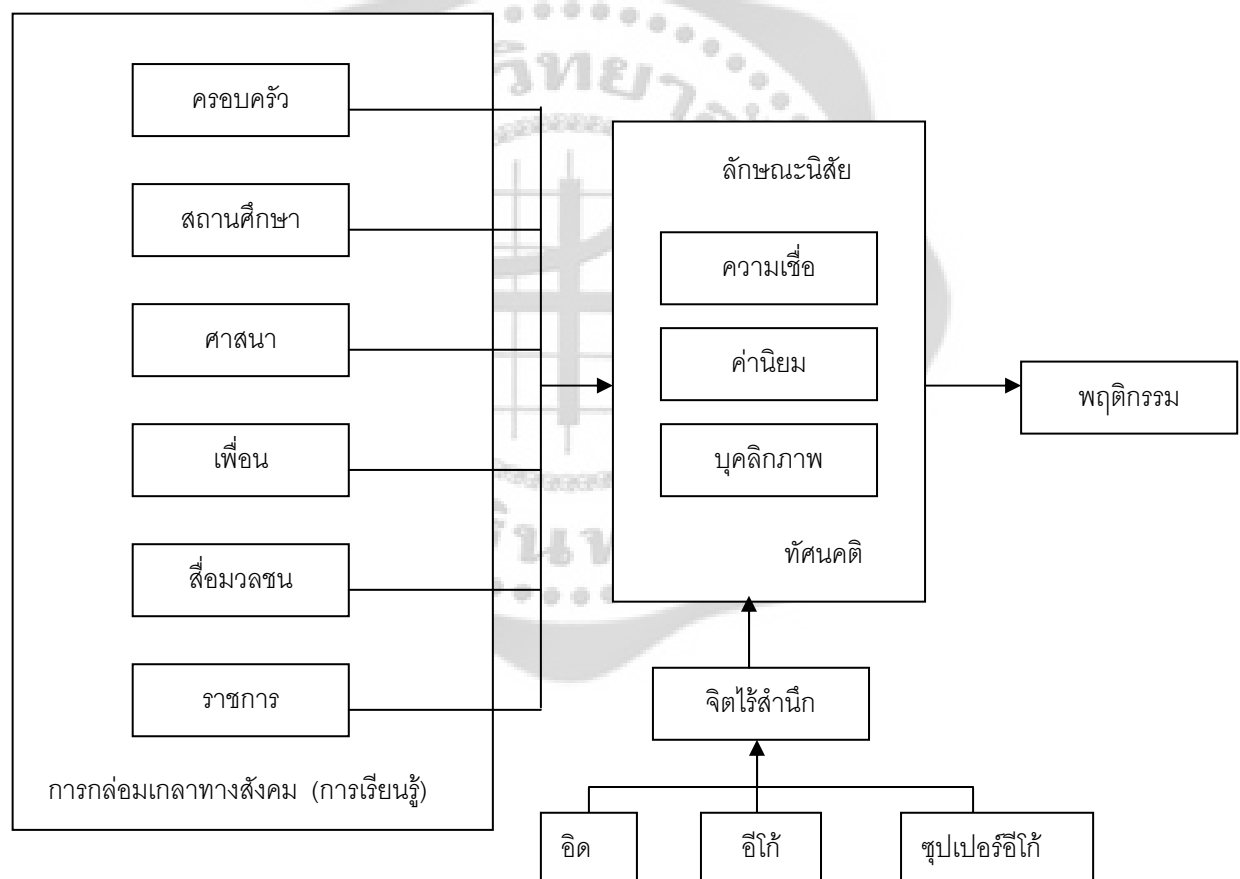 ครอบครัว
สถานศึกษา
ศาสนา
เพื่อน
สื่อมวลชน
ราชการ
การกล่อมเกลาทางสังคม (การเรียนรู้)
ลักษณะนิสัย
ความเชื่อ
ค่านิยม
บุคลิกภาพ
ทัศนคติ
พฤติกรรม
จิตไร้สำนึก
อิด
อีโก้
ซุปเปอร์อีโก้